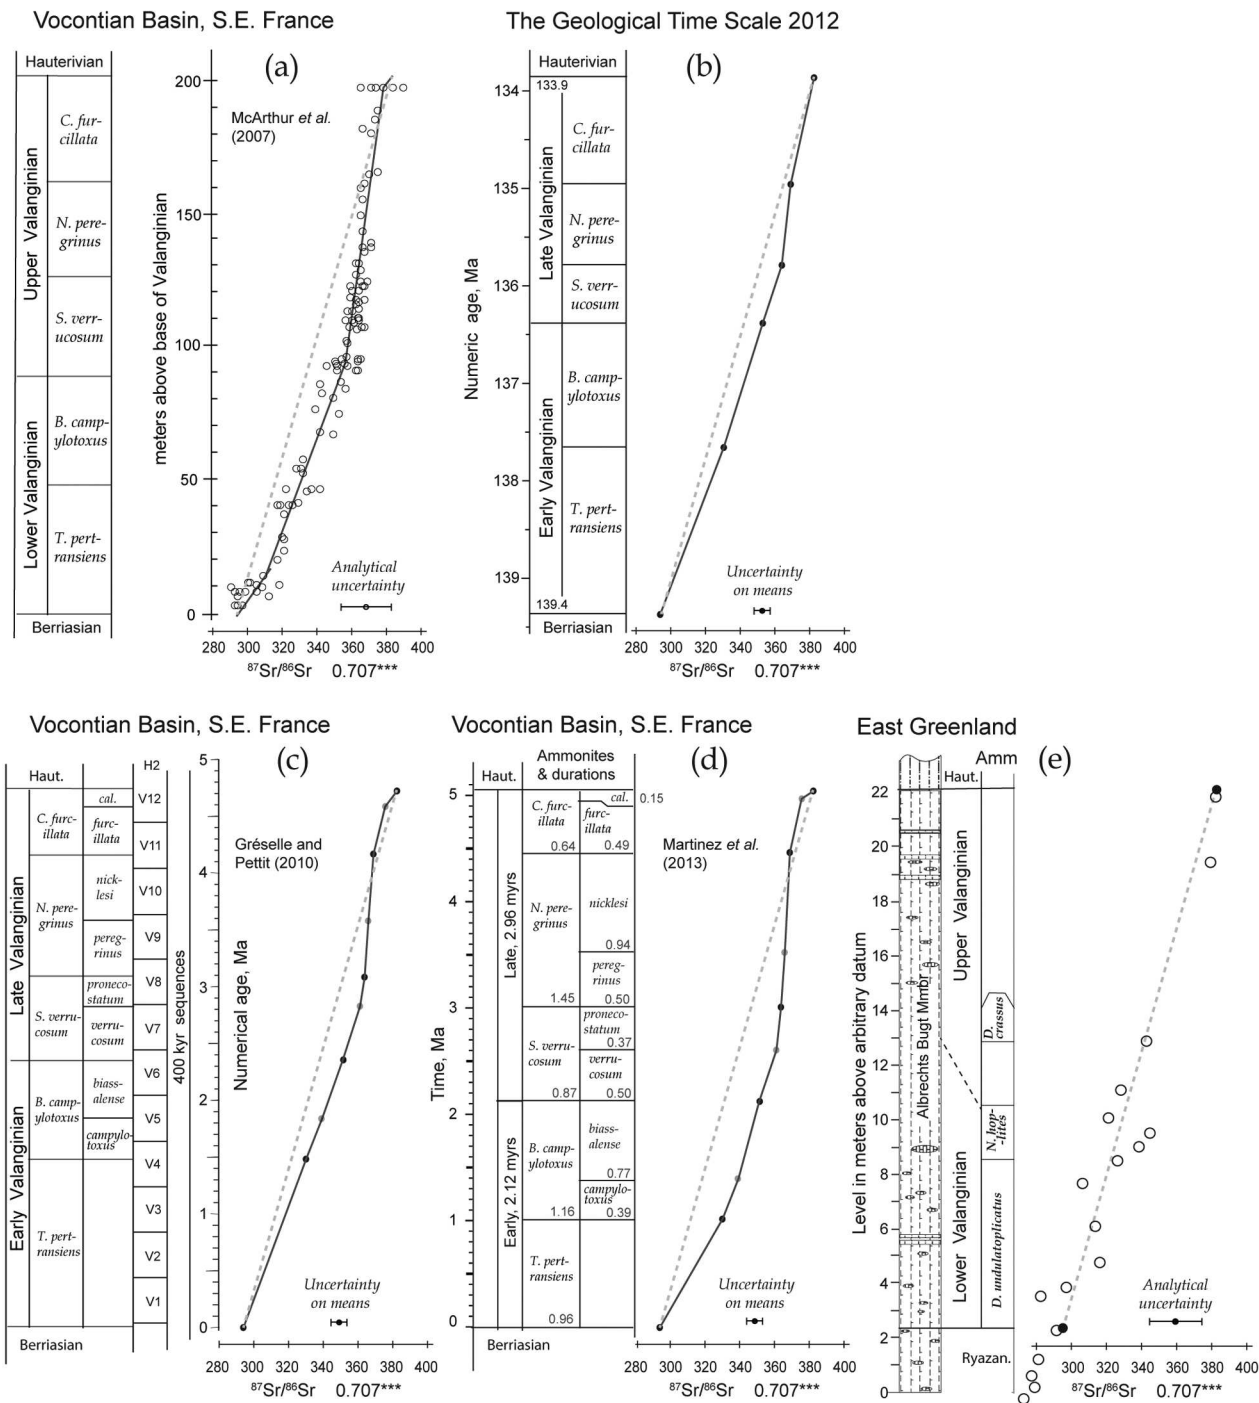 Vocontian Basin, S.E. France
Hauterivian
Upper Valanginian
Lower Valanginian
C. fur-
cillata
N. pere-
grinus
S. verr-
ucosum
B. camp-
ylotoxus
T. pert-
ransiens
Berriasian
(a)
McArthur et al.
(2007)
meters above base of Valanginian
200
150
100
50
0
Analytical
uncertainty
280 300 320 340 360 380 400
87Sr/86Sr 0.707***
The Geological Time Scale 2012
Hauterivian
133.9
Late Valanginian
Early Valanginian
C. fur-
cillata
N. pere-
grinus
S. verr-
ucosum
B. camp-
ylotoxus
T. pert-
ransiens
139.4
Berriasian
(b)
Numeric age, Ma
134
135
136
137
138
139
Uncertainty
on means
280 300 320 340 360 380 400
87Sr/86Sr 0.707***
Vocontian Basin, S.E. France
Haut.
H2
Late Valanginian
Early Valanginian
C. furc-
illata
N. pere-
grinus
S. verru-
cosum
B. camp-
ylotoxus
T. pert-
ransiens
cal.
furc-
illata
nick-
lesi
pereg-
rinus
proneco-
statum
verru-
cosum
biass-
alense
campylo-
toxus
V12
V11
V10
V9
V8
V7
V6
V5
V4
V3
V2
V1
400 kyr sequences
Berriasian
(c)
Gréselle and
Pettit (2010)
Numerical age, Ma
5
4
3
2
1
0
Uncertainty
on means
280 300 320 340 360 380 400
87Sr/86Sr 0.707***
Vocontian Basin, S.E. France
Ammonites
& durations
Haut.
Late, 2.96 myrs
Early, 2.12 myrs
C. furc-
illata
0.64
N. pere-
grinus
1.45
S. verru-
cosum
0.87
B. camp-
ylotoxus
1.16
T. pert-
ransiens
0.96
cal.
0.15
furc-
illata
0.49
nicklesi
0.94
pereg-
rinus
0.50
proneco-
statum
0.37
verru-
cosum
0.50
biass-
alense
0.77
campylo-
toxus
0.39
Berriasian
(d)
Martinez et al.
(2013)
Time, Ma
5
4
3
2
1
0
Uncertainty
on means
280 300 320 340 360 380 400
87Sr/86Sr 0.707***
East Greenland
Amm
Haut.
(e)
Level in meters above arbitrary datum
22
20
18
16
14
12
10
8
6
4
2
0
Albrechts Bugt Mmbr
Upper Valanginian
Lower Valanginian
D. crassus
N. hop-
-lites
D. undulatoplicatus
Ryazan.
Analytical
uncertainty
280 300 320 340 360 380 400
87Sr/86Sr 0.707***